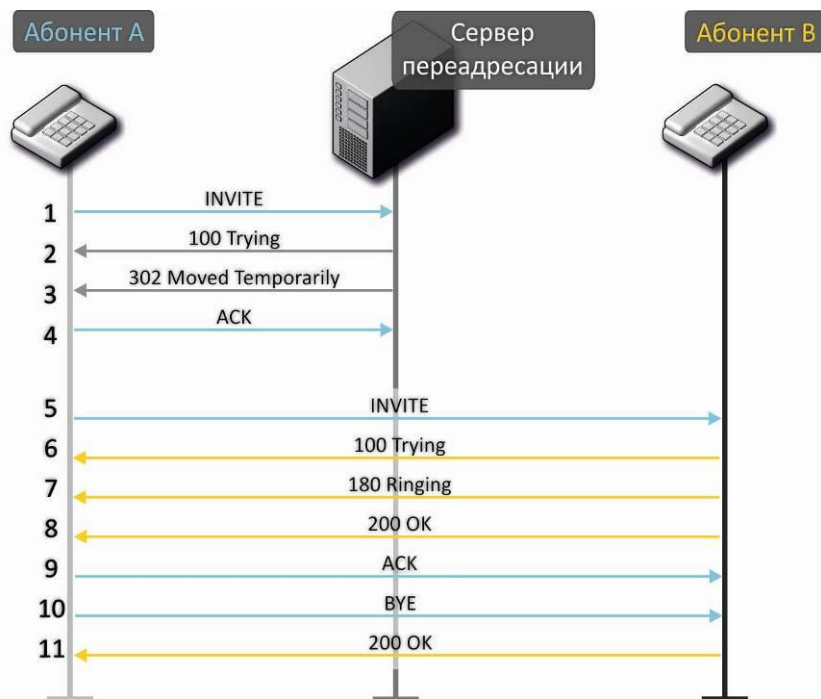 Абонент А
Сервер
переадресации
Абонент В
1 INVITE
2 100 Trying
3 302 Moved Temporarily
4 ACK
5 INVITE
6 100 Trying
7 180 Ringing
8 200 OK
9 ACK
10 BYE
11 200 OK